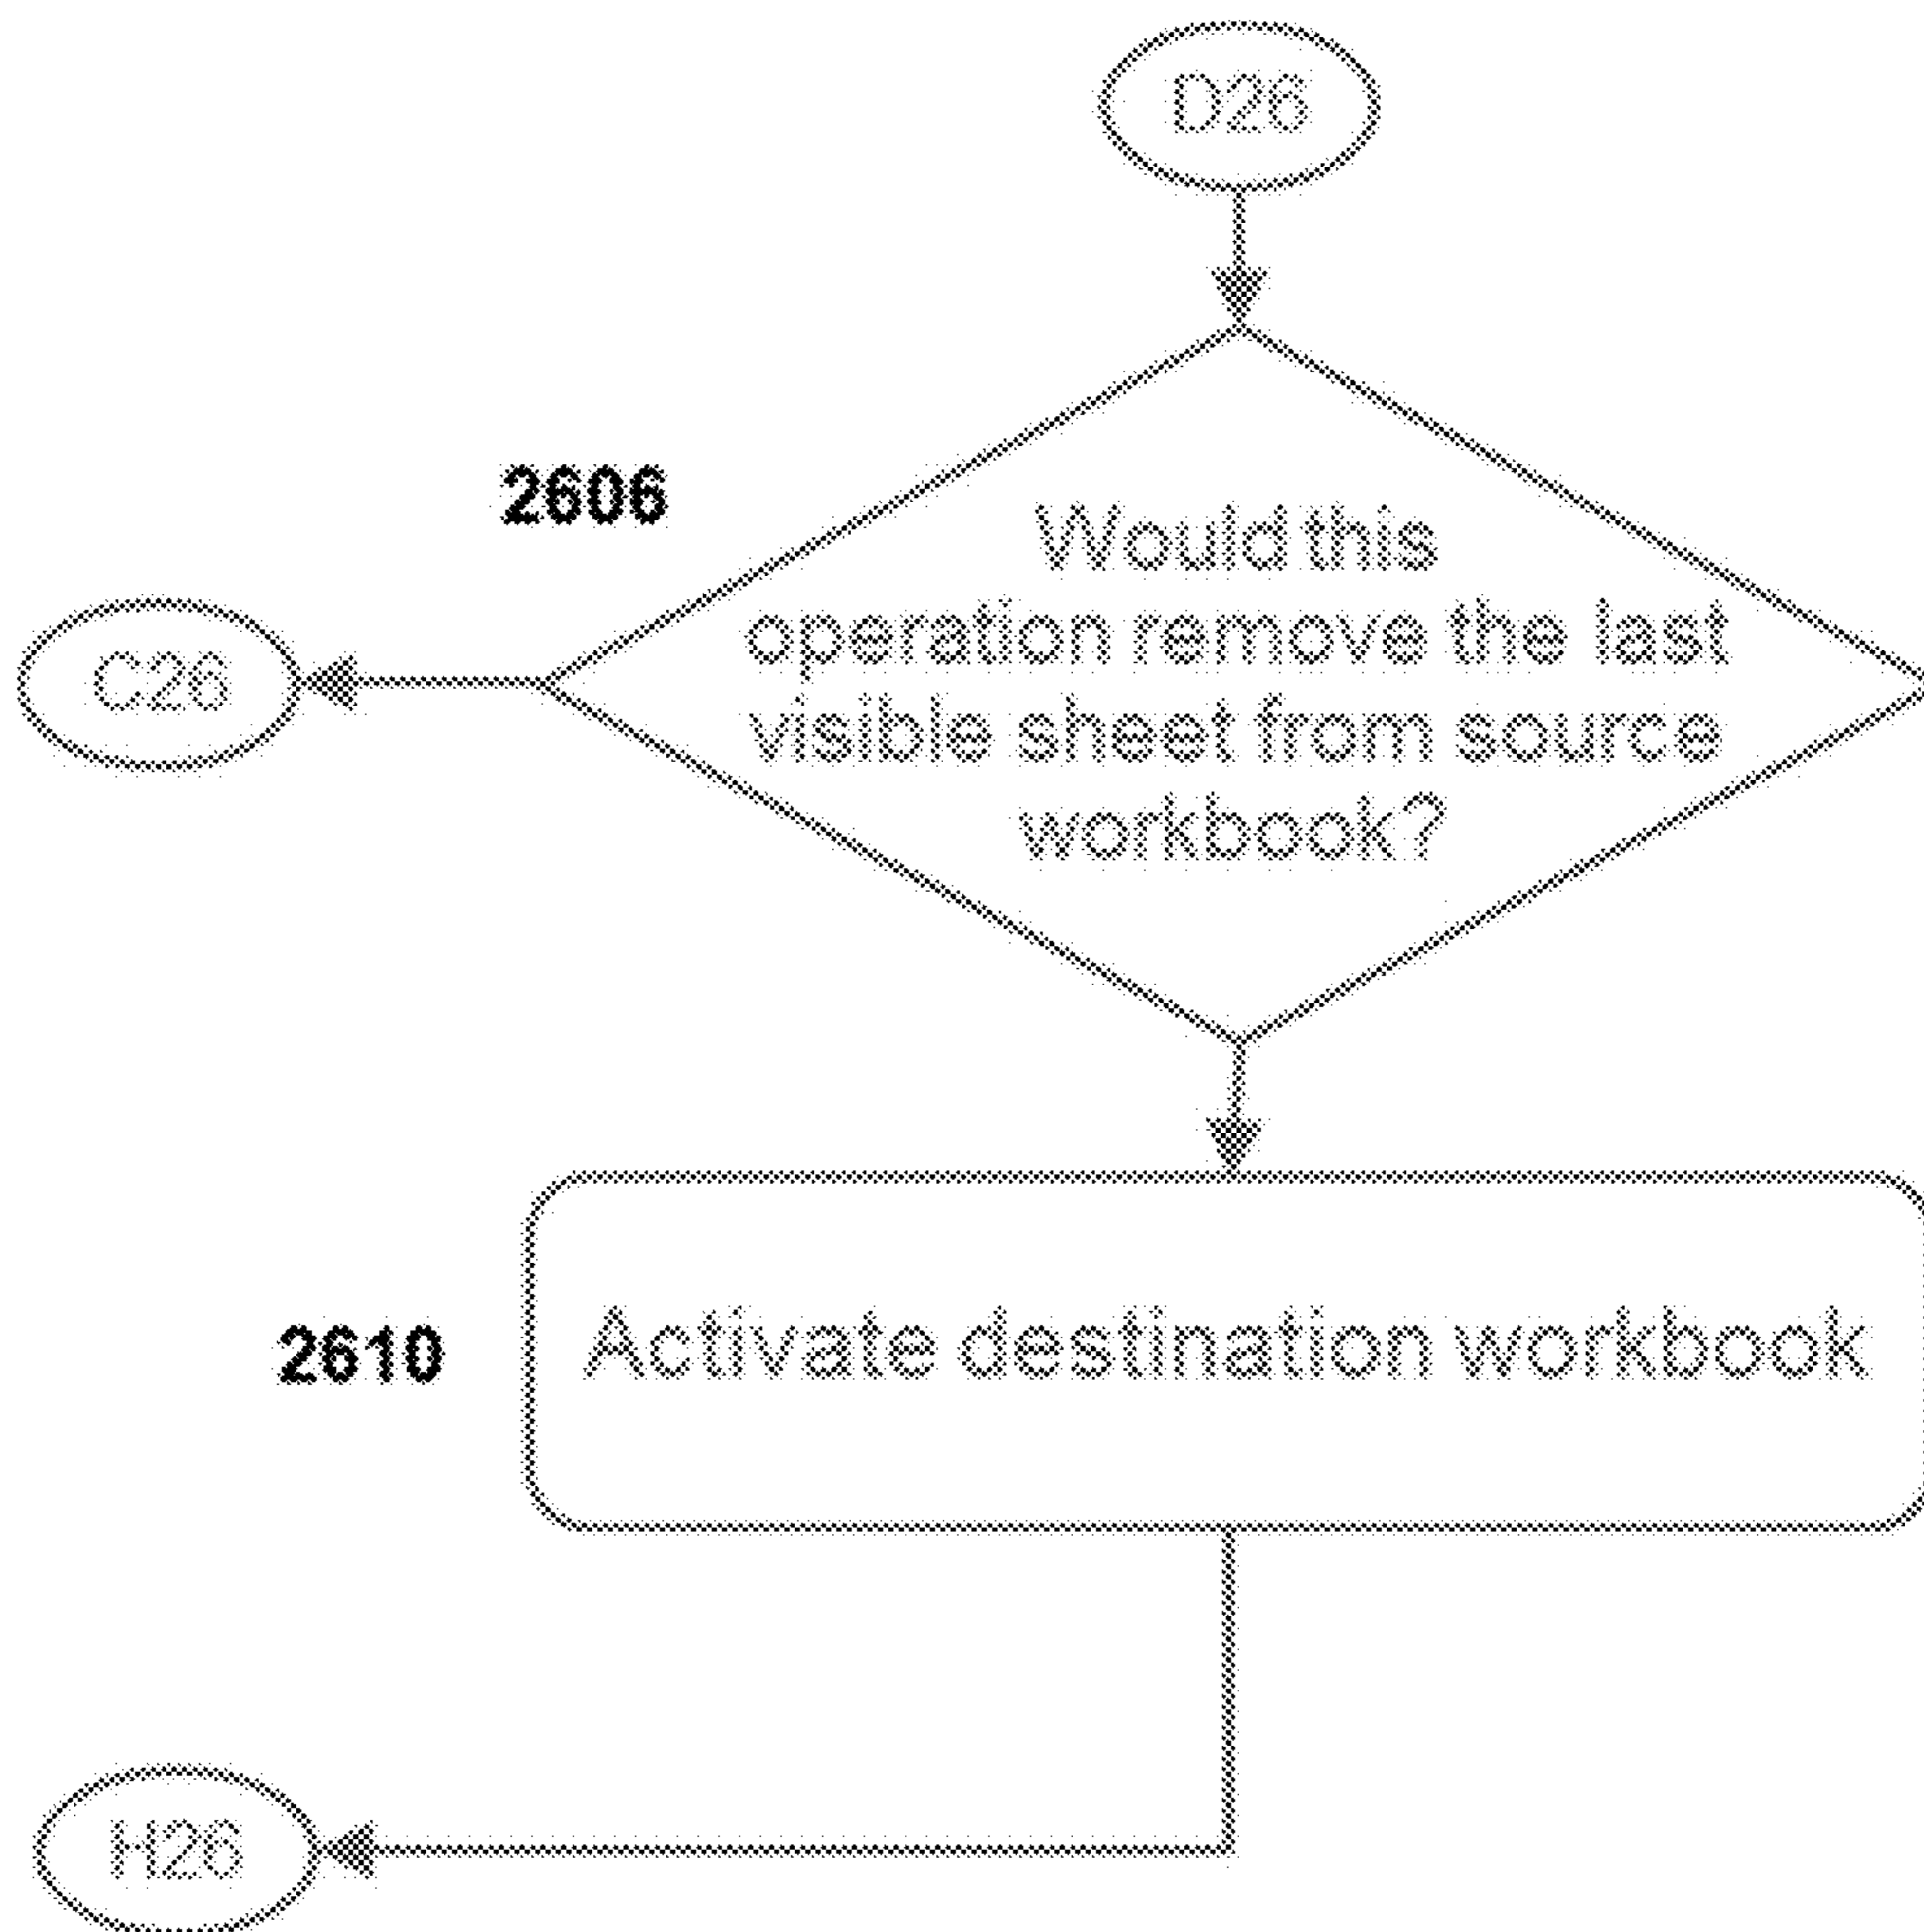 D26
2606
Would this
operation remove the last
visible sheet from source
workbook?
C26
2610
Activate destination workbook
H26